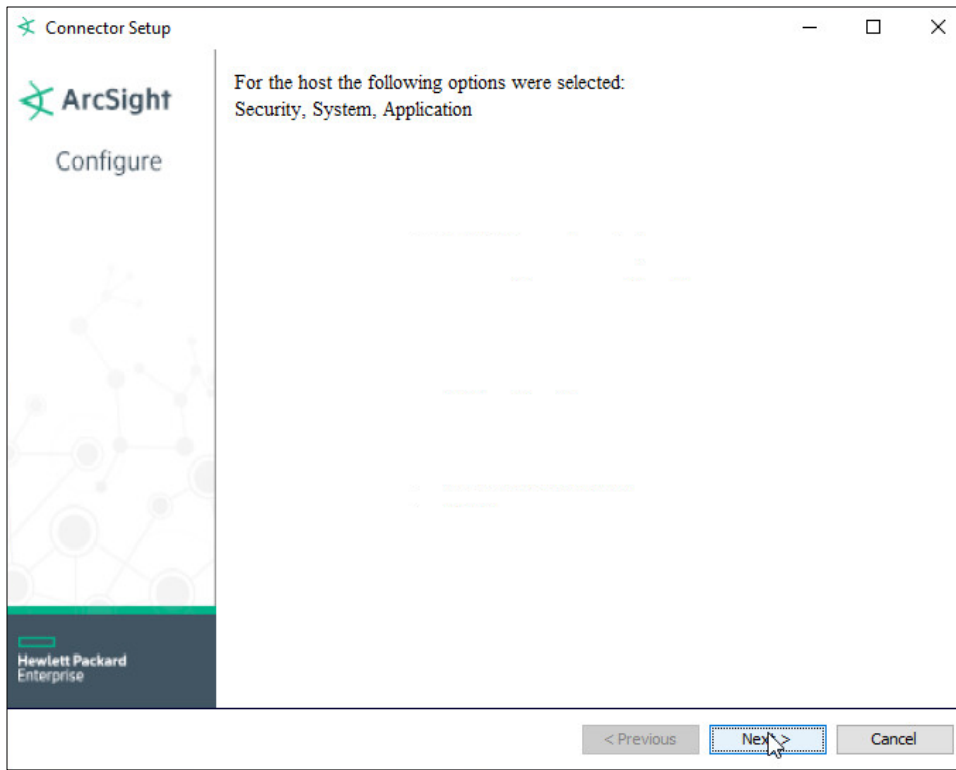 Connector Setup
ArcSight
Configure
For the host the following options were selected:
Security, System, Application
Hewlett Packard
Enterprise
< Previous
Next >
Cancel